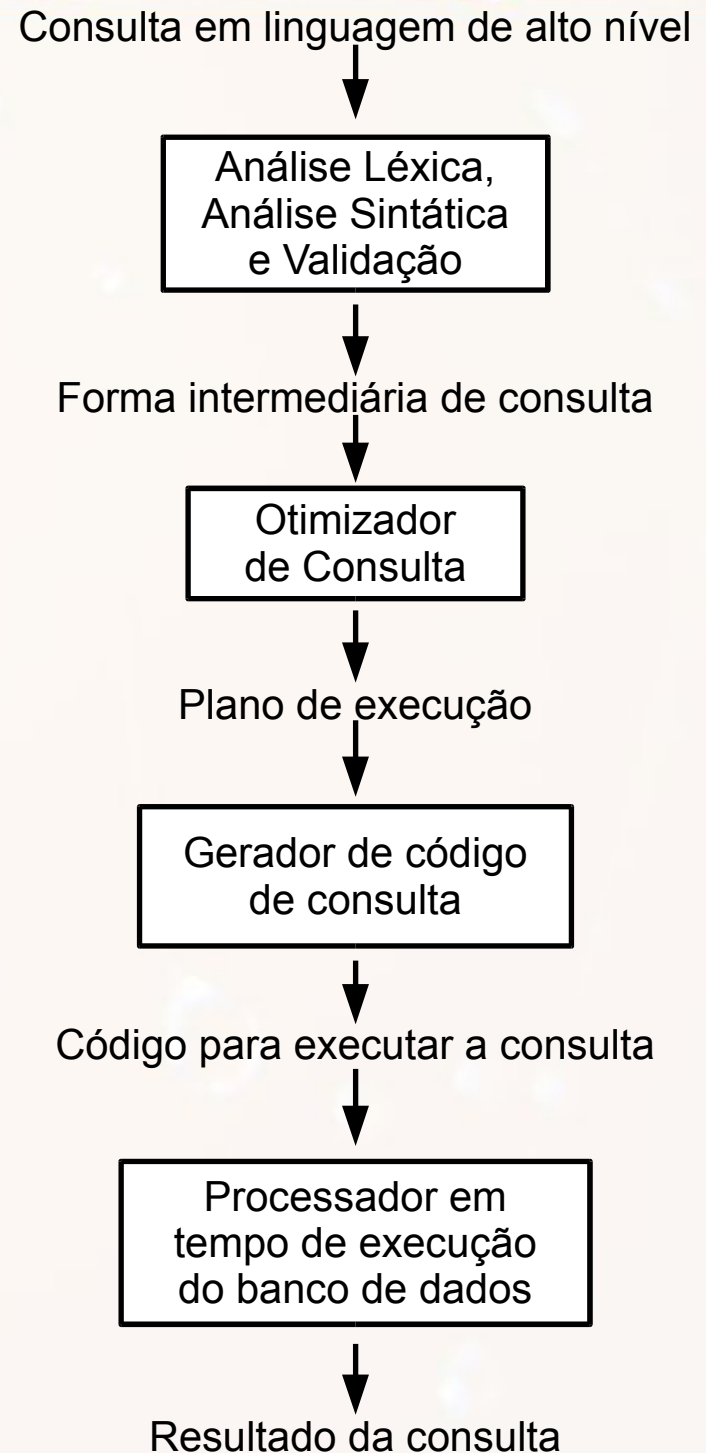 Consulta em linguagem de alto nível
Análise Léxica,
Análise Sintática
e Validação
Forma intermediária de consulta
Otimizador
de Consulta
Plano de execução
Gerador de código
de consulta
Código para executar a consulta
Processador em
tempo de execução
do banco de dados
Resultado da consulta